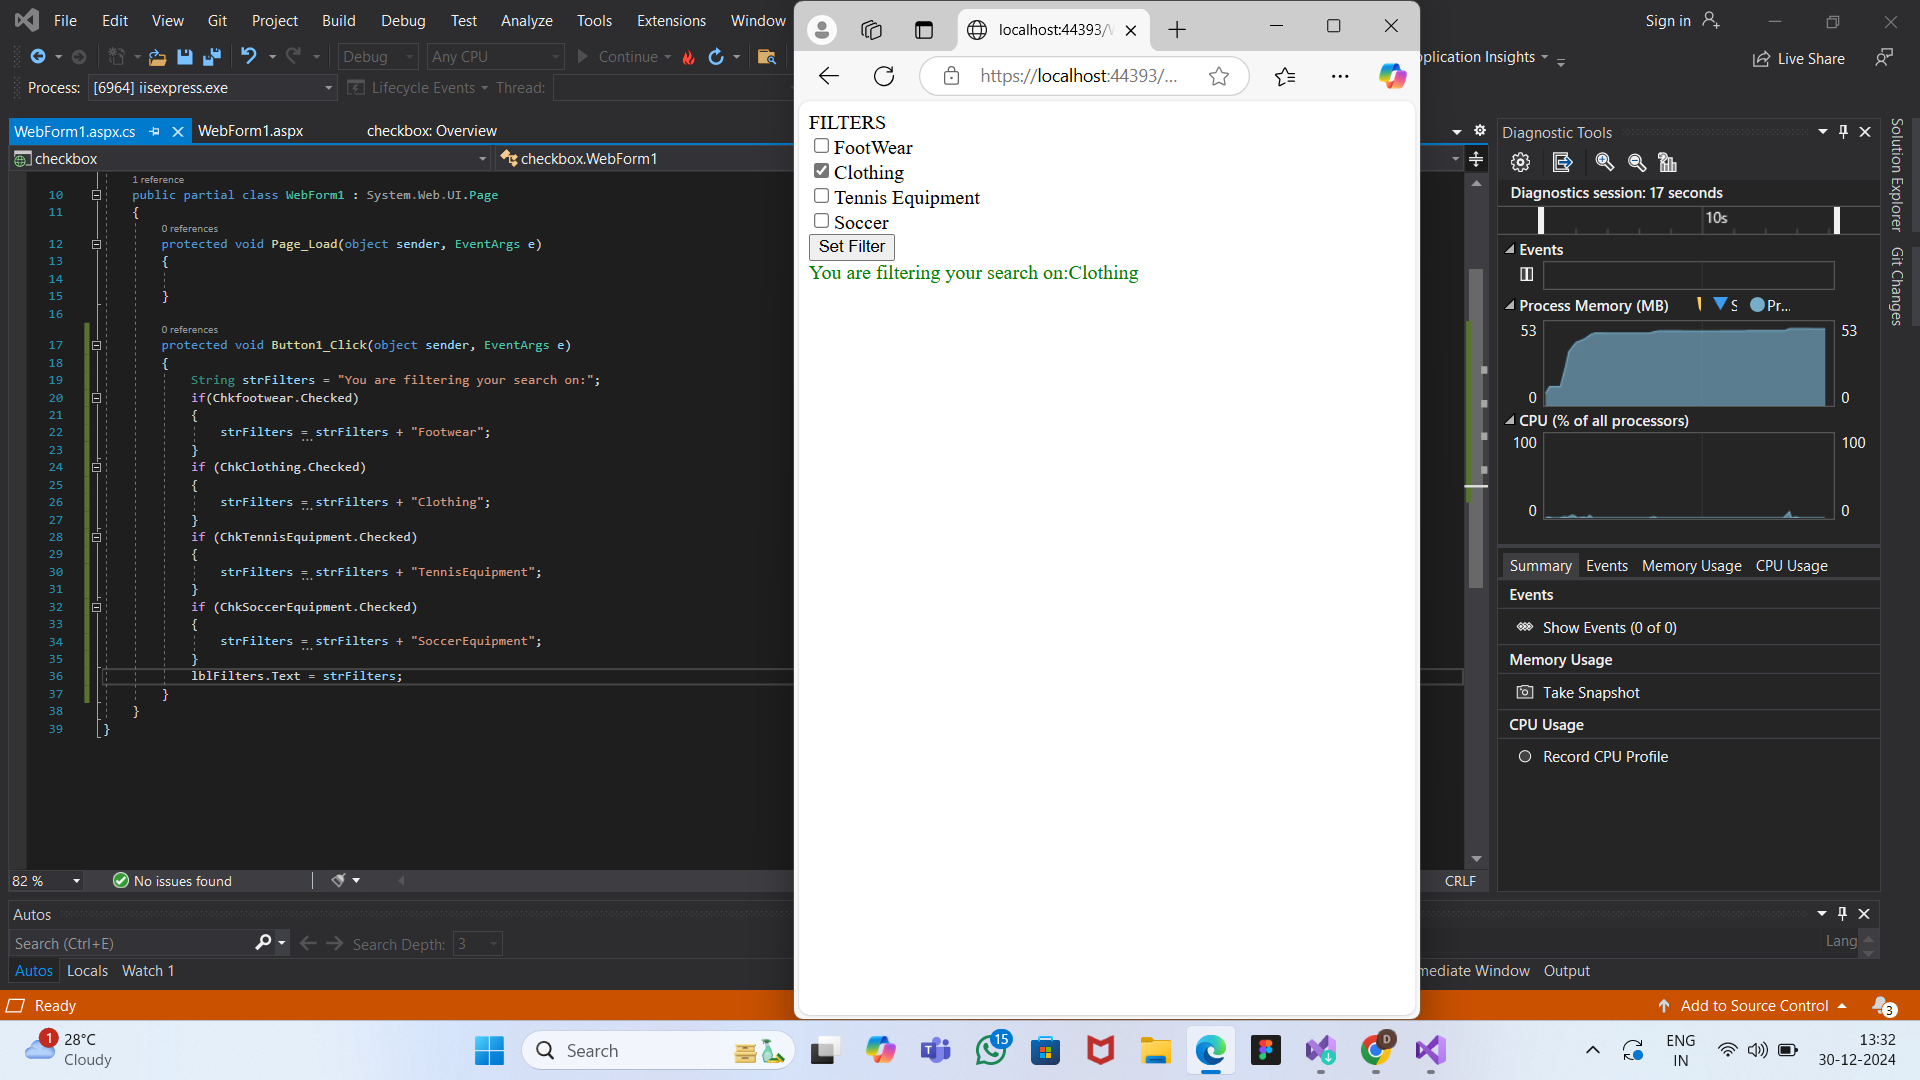 File Edit View Git Project Build Debug Test Analyze Tools Extensions Window
Sign in
Debug Any CPU Continue
pplication Insights
Live Share
Process: [6964] iisexpress.exe Lifecycle Events Thread:
WebForm1.aspx.cs WebForm1.aspx checkbox: Overview
checkbox checkbox.WebForm1
1 reference
10 public partial class WebForm1 : System.Web.UI.Page
11 {
0 references
12 protected void Page_Load(object sender, EventArgs e)
13 {
14
15 }
16
0 references
17 protected void Button1_Click(object sender, EventArgs e)
18 {
19 String strFilters = "You are filtering your search on:";
20 if(Chkfootwear.Checked)
21 {
22 strFilters = strFilters + "Footwear";
23 }
24 if (ChkClothing.Checked)
25 {
26 strFilters = strFilters + "Clothing";
27 }
28 if (ChkTennisEquipment.Checked)
29 {
30 strFilters = strFilters + "TennisEquipment";
31 }
32 if (ChkSoccerEquipment.Checked)
33 {
34 strFilters = strFilters + "SoccerEquipment";
35 }
36 lblFilters.Text = strFilters;
37 }
38 }
39 }
82 % No issues found
CRLF
Autos
Search (Ctrl+E) Search Depth: 3
Lang
Autos Locals Watch 1
mediate Window Output
Ready
Add to Source Control 3
localhost:44393/
https://localhost:44393/...
FILTERS
FootWear
Clothing
Tennis Equipment
Soccer
Set Filter
You are filtering your search on:Clothing
Diagnostic Tools
Diagnostics session: 17 seconds
10s
Events
Process Memory (MB) S Pr...
53 53
0 0
CPU (% of all processors)
100 100
0 0
Summary Events Memory Usage CPU Usage
Events
Show Events (0 of 0)
Memory Usage
Take Snapshot
CPU Usage
Record CPU Profile
Solution Explorer
Git Changes
1 28°C
Cloudy
Search
15
D
ENG
IN
13:32
30-12-2024